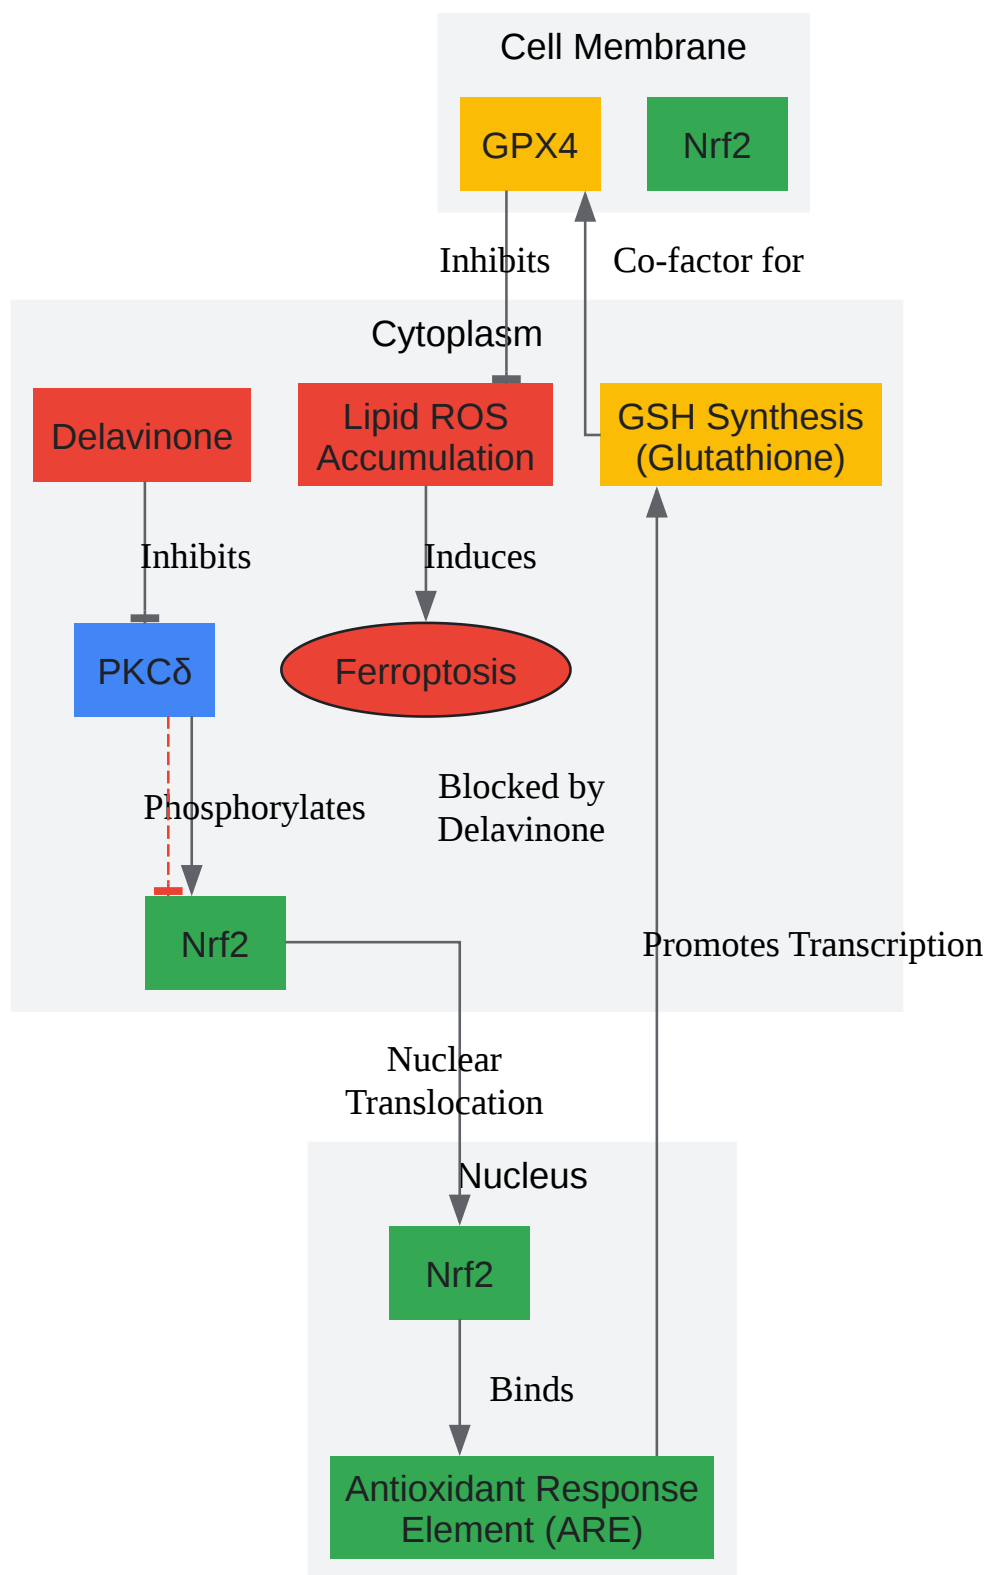 Cell Membrane
GPX4
Nrf2
Inhibits
Co-factor for
Cytoplasm
Delavinone
Lipid ROS
Accumulation
GSH Synthesis
(Glutathione)
Inhibits
Induces
PKCδ
Ferroptosis
Phosphorylates
Blocked by
Delavinone
Nrf2
Promotes Transcription
Nuclear
Translocation
Nucleus
Nrf2
Binds
Antioxidant Response
Element (ARE)